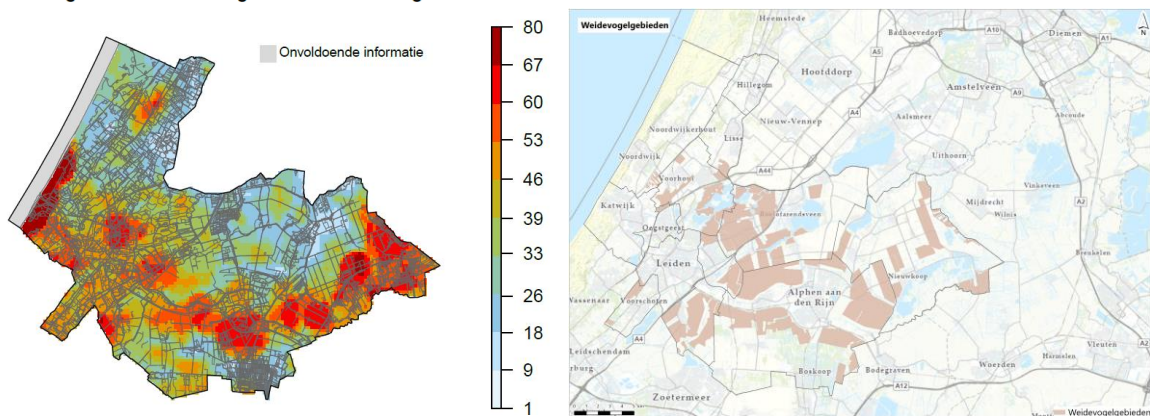 Onvoldoende informatie
80
67
60
53
46
39
33
26
18
9
1
Weidevogelgebieden
Heemstede
Badhoevedorp
A10
Diemen
A1
N
A5
Hoofddorp
Amstelveen
A9
Hillegom
A4
Abcoude
Nieuw-Vennep
Aalsmeer
Noordwijkerhout
Lisse
Uithoorn
Noordwijk
A44
Voorhout
Vinkeveen
A2
Katwijk
Mijdrecht
Wilnis
Oegstgeest
Leiden
Breukelen
Nieuwkoop
Wassenaar
Voorschoten
Alphen aan
den Rijn
A4
Leidschendam
Vleuten
Harmelen
A2
Woerden
Boskoop
Bodegraven
A12
Zoetermeer
Weidevogelgebieden